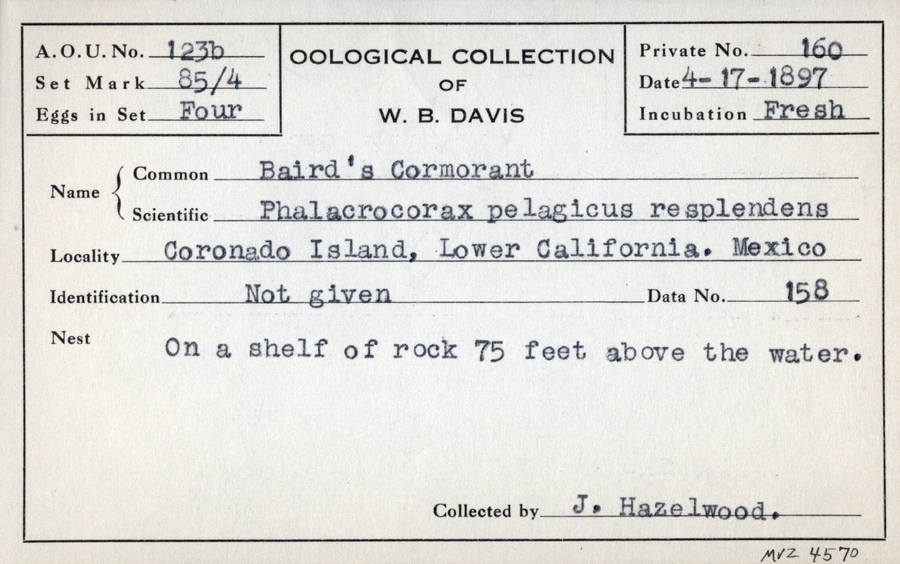 A.O.U. No. 123b
Set Mark 85/4
Eggs in Set Four
OOLOGICAL COLLECTION
OF
W. B. DAVIS
Private No. 160
Date 4-17-1897
Incubation Fresh
Name { Common Baird's Cormorant
Scientific Phalacrocorax pelagicus resplendens
Locality Coronado Island, Lower California. Mexico
Identification Not given Data No. 158
Nest On a shelf of rock 75 feet above the water.
Collected by J. Hazelwood.
MVZ 4570